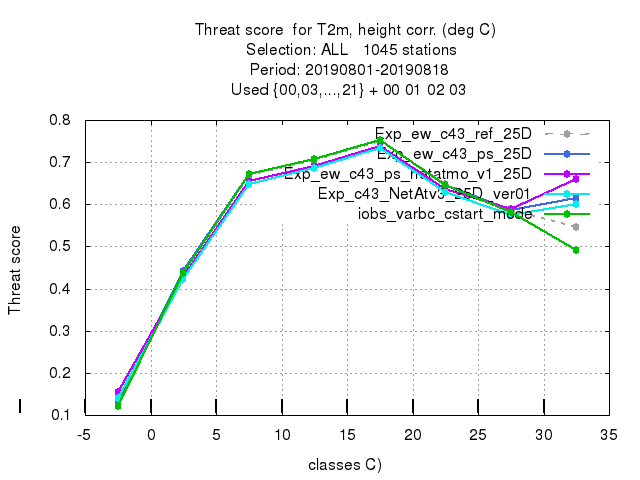 Threat score for T2m, height corr. (deg C)
Selection: ALL 1045 stations
Period: 20190801-20190818
Used {00,03,...,21} + 00 01 02 03
Exp_ew_c43_ref_25D
Exp_ew_c43_ps_25D
Exp_ew_c43_ps_netatmo_v1_25D
Exp_c43_NetAtv3_25D_ver01
iobs_varbc_cstart_mode
0.8
0.7
0.6
0.5
0.4
0.3
0.2
0.1
Threat score
-5 0 5 10 15 20 25 30 35
classes C)